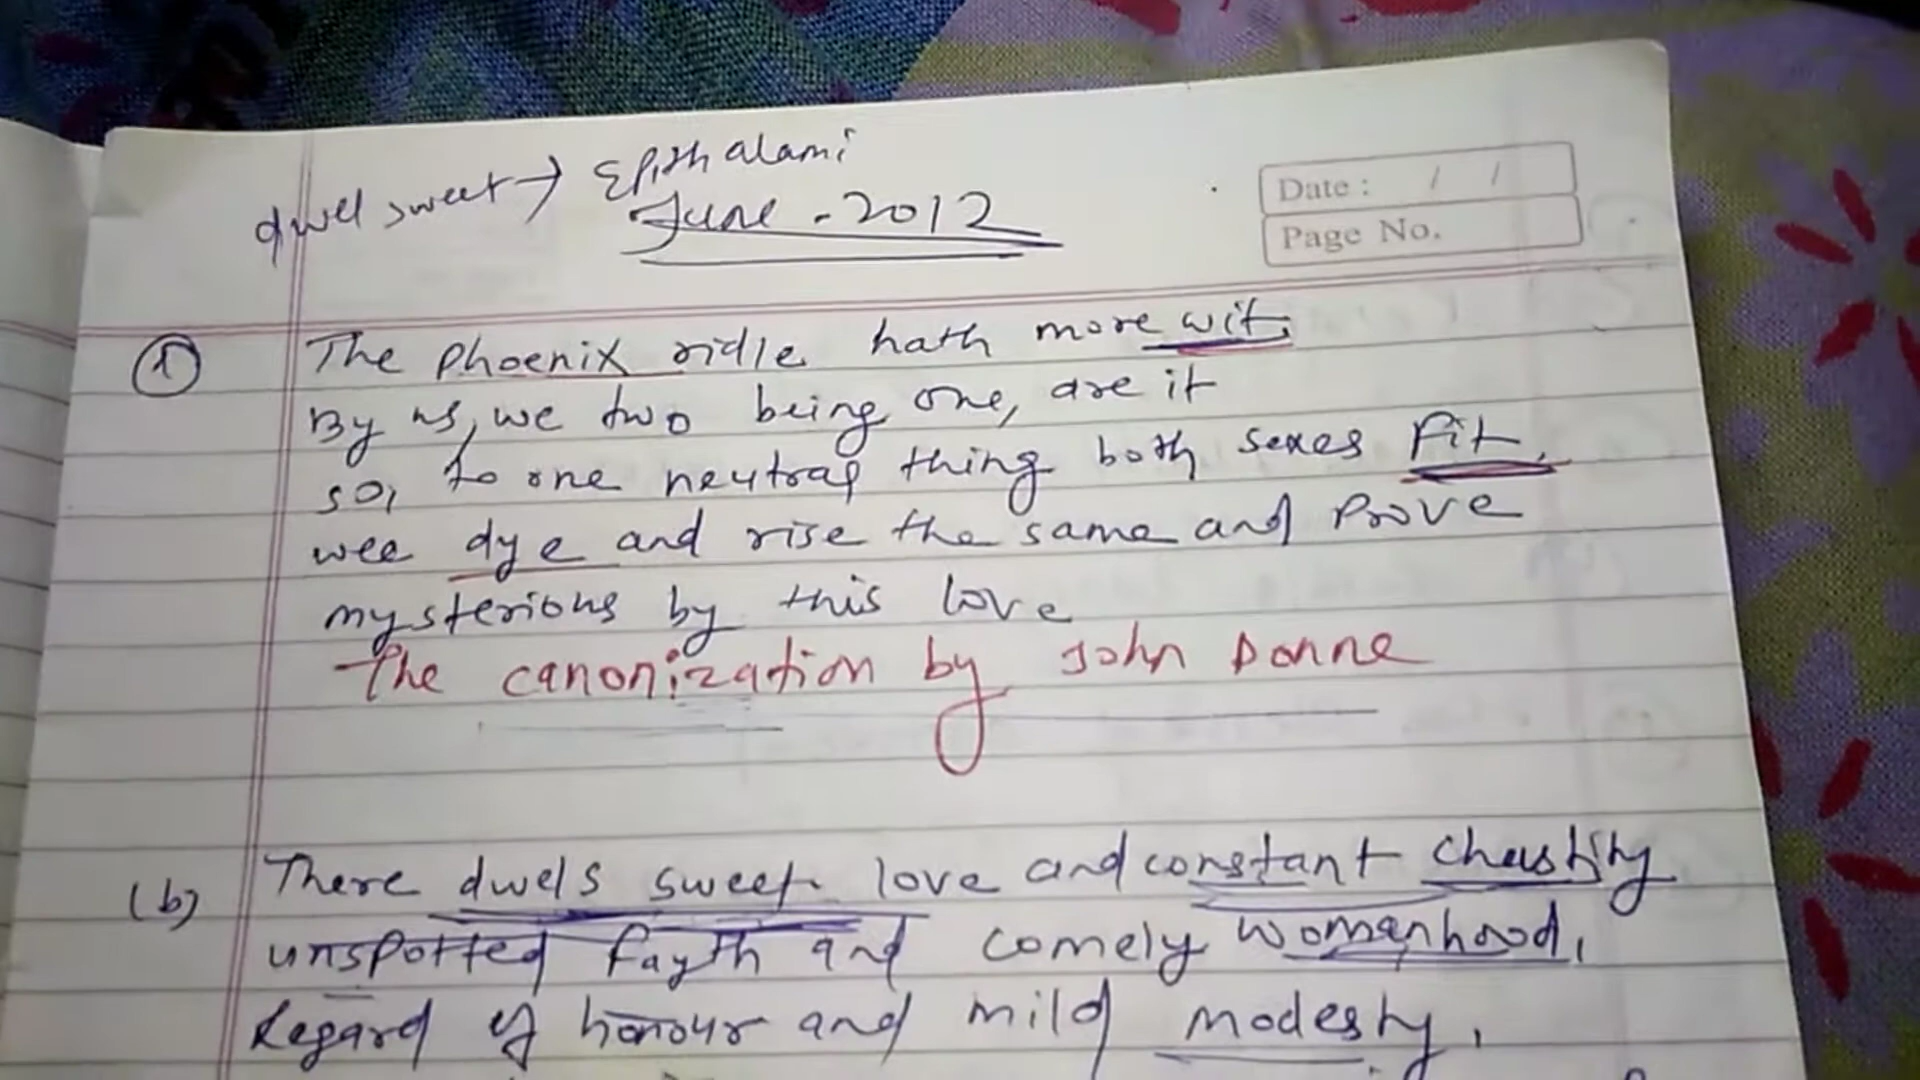 dwel sweet → Epithalami
June - 2012
Date : / /
Page No.
① The Phoenix ridle hath more wit,
By us, we two being one, are it
so, to one neutral thing both sexes fit,
wee dye and rise the same and Prove
mysterious by this love
The canonization by John Donne
(b) There dwels sweet love and constant chastity
unspotted fayth and comely womanhood,
Regard of honour and mild modesty,